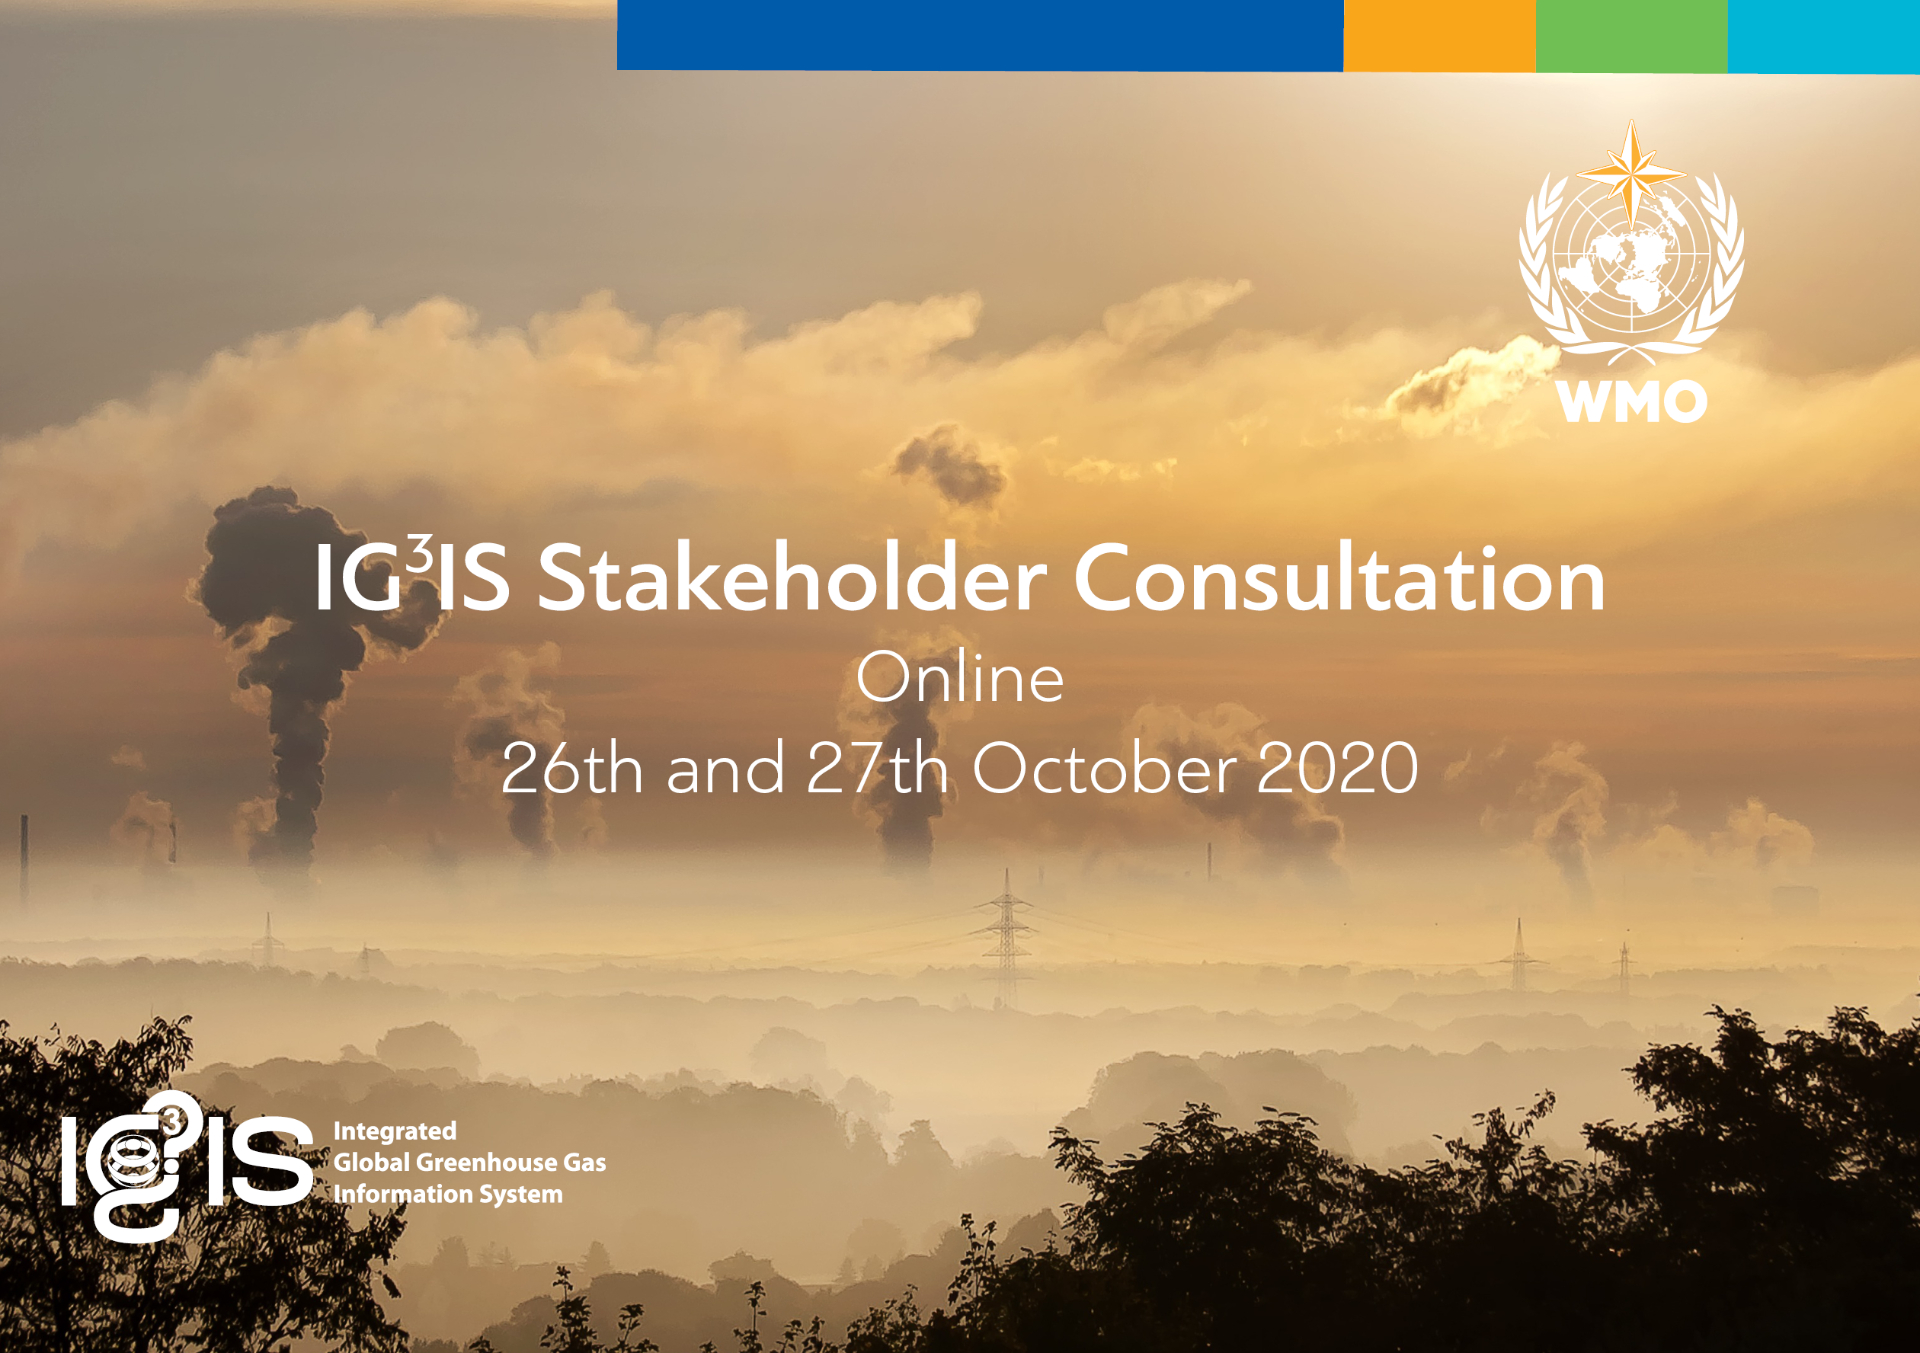 WMO
IG³IS Stakeholder Consultation
Online
26th and 27th October 2020
IG³IS
Integrated
Global Greenhouse Gas
Information System